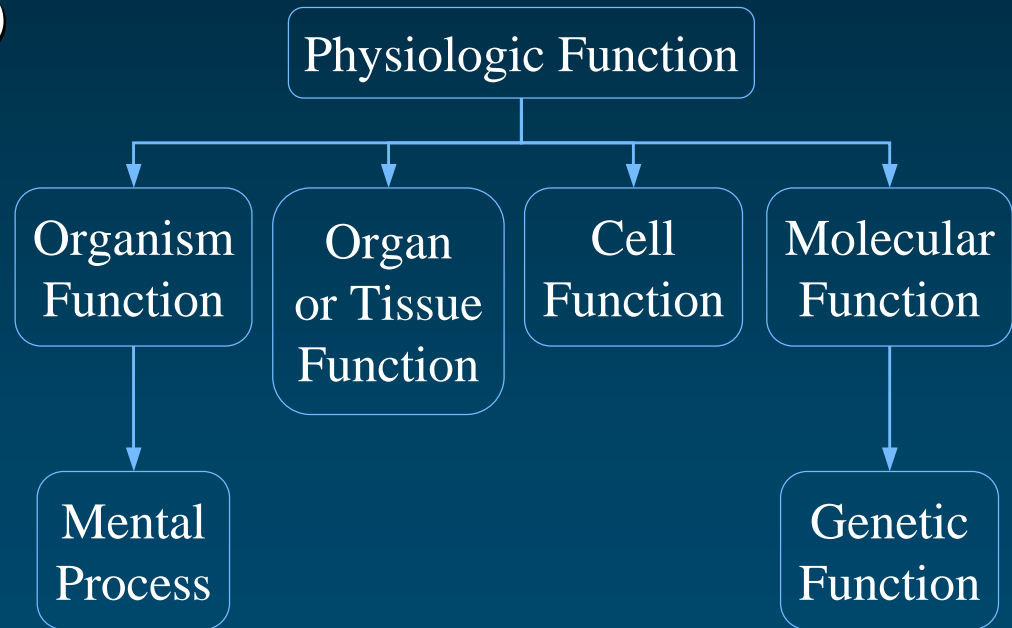 Physiologic Function
Organism
Function
Organ
or Tissue
Function
Cell
Function
Molecular
Function
Mental
Process
Genetic
Function